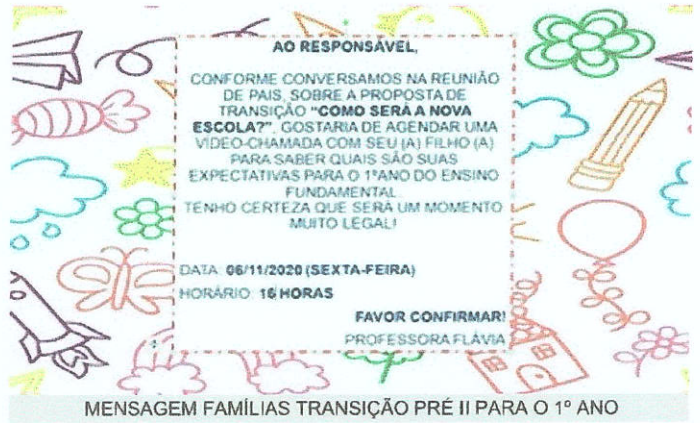 AO RESPONSÁVEL,
CONFORME CONVERSAMOS NA REUNIÃO
DE PAIS, SOBRE A PROPOSTA DE
TRANSIÇÃO "COMO SERÁ A NOVA
ESCOLA?", GOSTARIA DE AGENDAR UMA
VÍDEO-CHAMADA COM SEU (A) FILHO (A)
PARA SABER QUAIS SÃO SUAS
EXPECTATIVAS PARA O 1ºANO DO ENSINO
FUNDAMENTAL.
TENHO CERTEZA QUE SERÁ UM MOMENTO
MUITO LEGAL!
DATA: 06/11/2020 (SEXTA-FEIRA)
HORÁRIO: 16 HORAS
FAVOR CONFIRMAR!
PROFESSORA FLÁVIA
MENSAGEM FAMÍLIAS TRANSIÇÃO PRÉ II PARA O 1º ANO